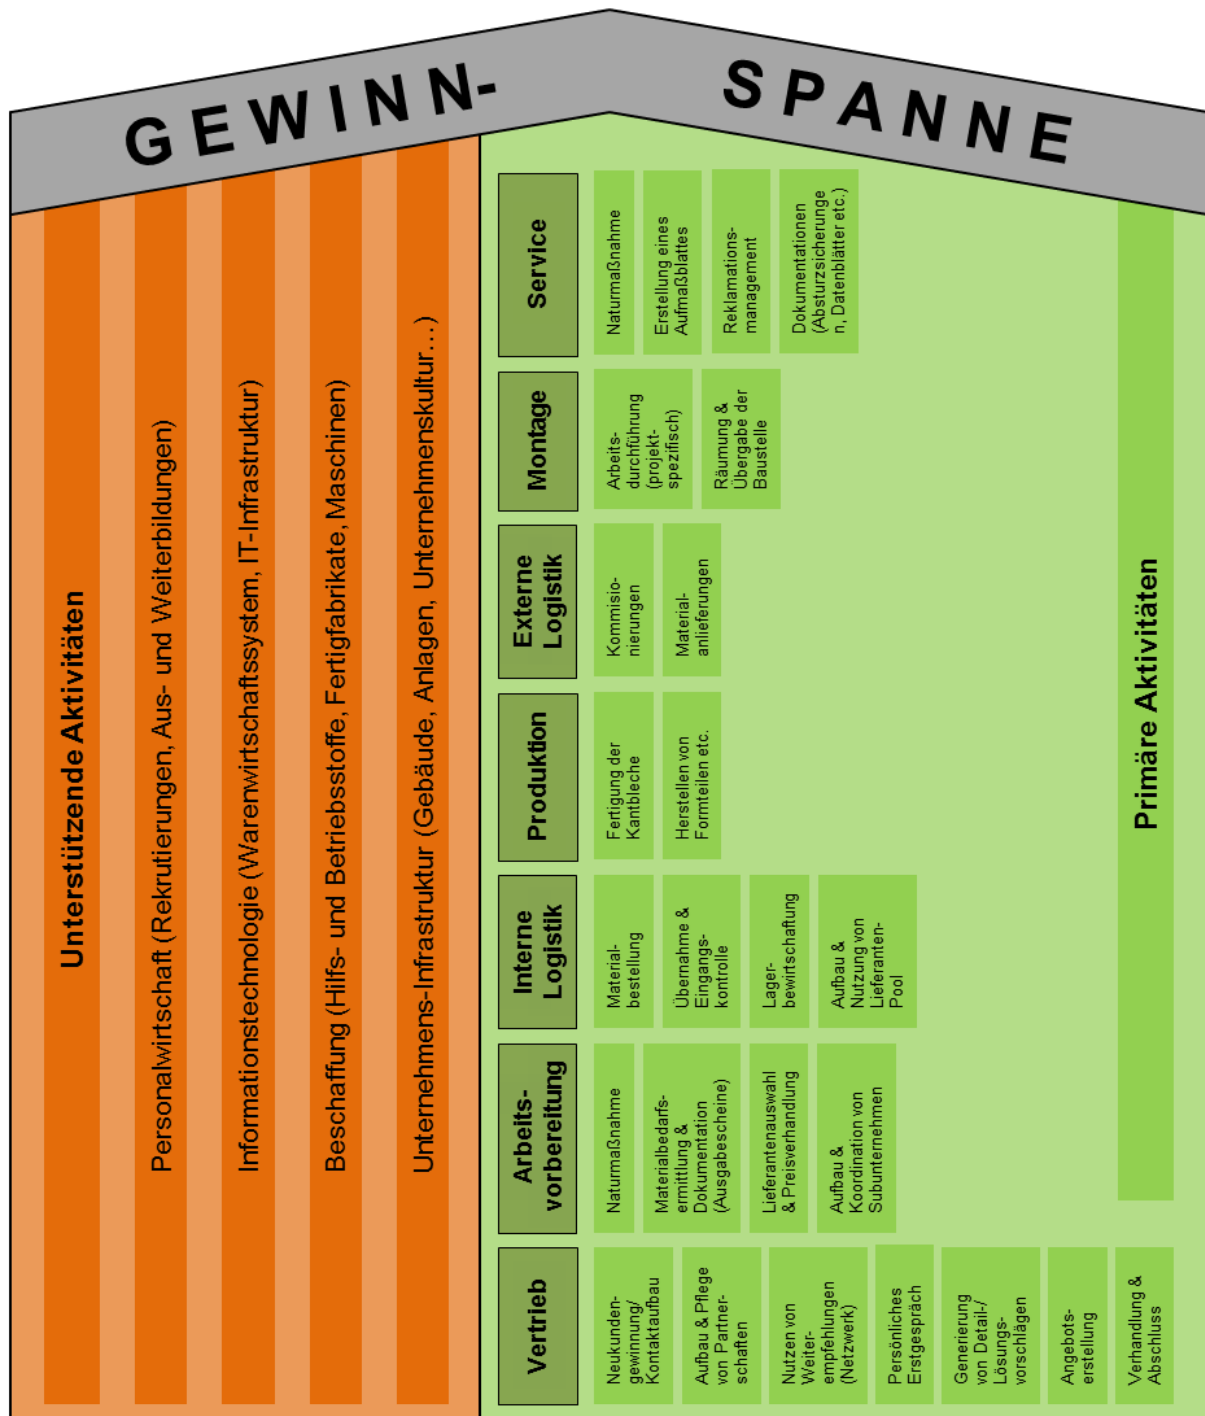 Unterstützende Aktivitäten
Personalwirtschaft (Rekrutierungen, Aus- und Weiterbildungen)
Informationstechnologie (Warenwirtschaftssystem, IT-Infrastruktur)
Beschaffung (Hilfs- und Betriebsstoffe, Fertigfabrikate, Maschinen)
Unternehmens-Infrastruktur (Gebäude, Anlagen, Unternehmenskultur…)
GEWINN-
SPANNE
Vertrieb
Neukunden-
gewinnung/
Kontaktaufbau
Aufbau & Pflege
von Partner-
schaften
Nutzen von
Weiter-
empfehlungen
(Netzwerk)
Persönliches
Erstgespräch
Generierung
von Detail-/
Lösungs-
vorschlägen
Angebots-
erstellung
Verhandlung &
Abschluss
Arbeits-
vorbereitung
Naturmaßnahme
Materialbedarfs-
ermittlung &
Dokumentation
(Ausgabescheine)
Lieferantenauswahl
& Preisverhandlung
Aufbau &
Koordination von
Subunternehmen
Interne
Logistik
Material-
bestellung
Übernahme &
Eingangs-
kontrolle
Lager-
bewirtschaftung
Aufbau &
Nutzung von
Lieferanten-
Pool
Produktion
Fertigung der
Kantbleche
Herstellen von
Formteilen etc.
Externe
Logistik
Kommisio-
nierungen
Material-
anlieferungen
Montage
Arbeits-
durchführung
(projekt-
spezifisch)
Räumung &
Übergabe der
Baustelle
Service
Naturmaßnahme
Erstellung eines
Aufmaßblattes
Reklamations-
management
Dokumentationen
(Absturzsicherunge
n, Datenblätter etc.)
Primäre Aktivitäten